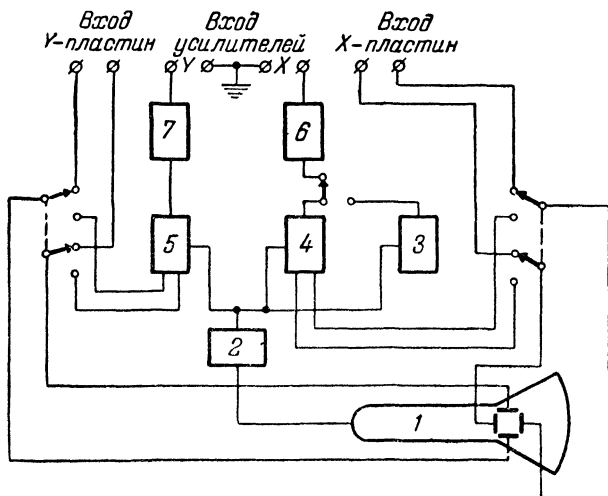 Вход
Y-пластин
Вход
усилителей
Вход
X-пластин
Y
X
7
6
5
4
3
2
1